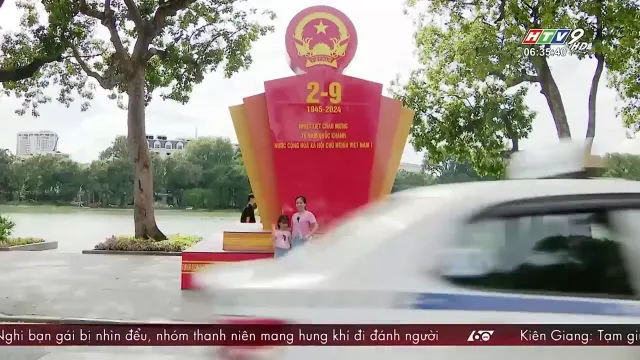 HTV9 HD
06:35:40
2-9
1945-2024
NHIỆT LIỆT CHÀO MỪNG
79 NĂM QUỐC KHÁNH
NƯỚC CỘNG HÒA XÃ HỘI CHỦ NGHĨA VIỆT NAM !
Nghi bạn gái bị nhìn đểu, nhóm thanh niên mang hung khí đi đánh người 60 Kiên Giang: Tạm gi